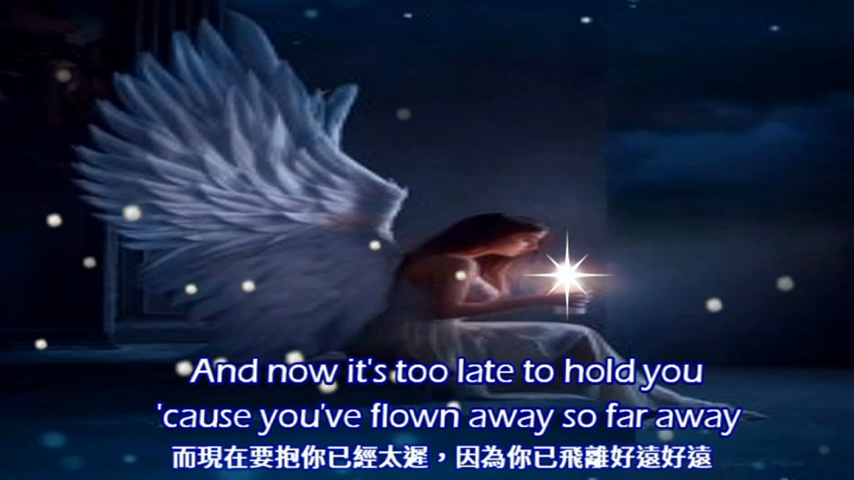 And now it's too late to hold you
'cause you've flown away so far away
而現在要抱你已經太遲，因為你已飛離好遠好遠